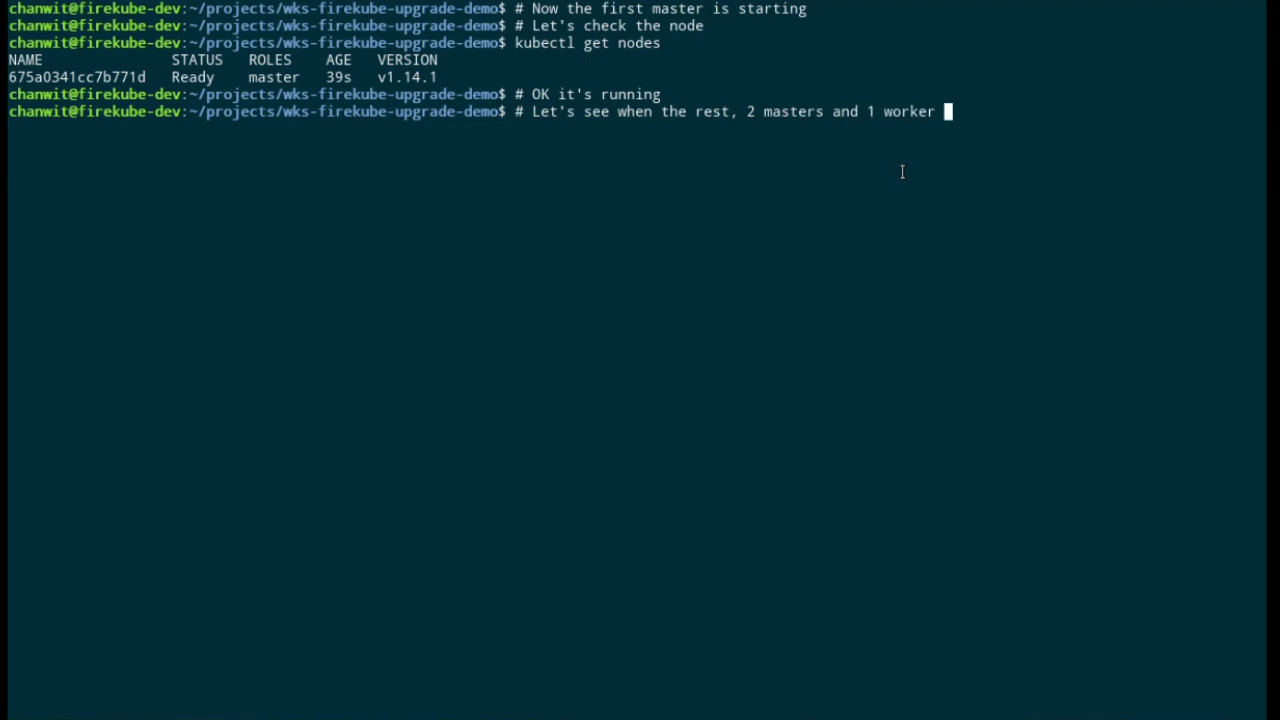 chanwit@firekube-dev:~/projects/wks-firekube-upgrade-demo$ # Now the first master is starting
chanwit@firekube-dev:~/projects/wks-firekube-upgrade-demo$ # Let's check the node
chanwit@firekube-dev:~/projects/wks-firekube-upgrade-demo$ kubectl get nodes
NAME STATUS ROLES AGE VERSION
675a0341cc7b771d Ready master 39s v1.14.1
chanwit@firekube-dev:~/projects/wks-firekube-upgrade-demo$ # OK it's running
chanwit@firekube-dev:~/projects/wks-firekube-upgrade-demo$ # Let's see when the rest, 2 masters and 1 worker